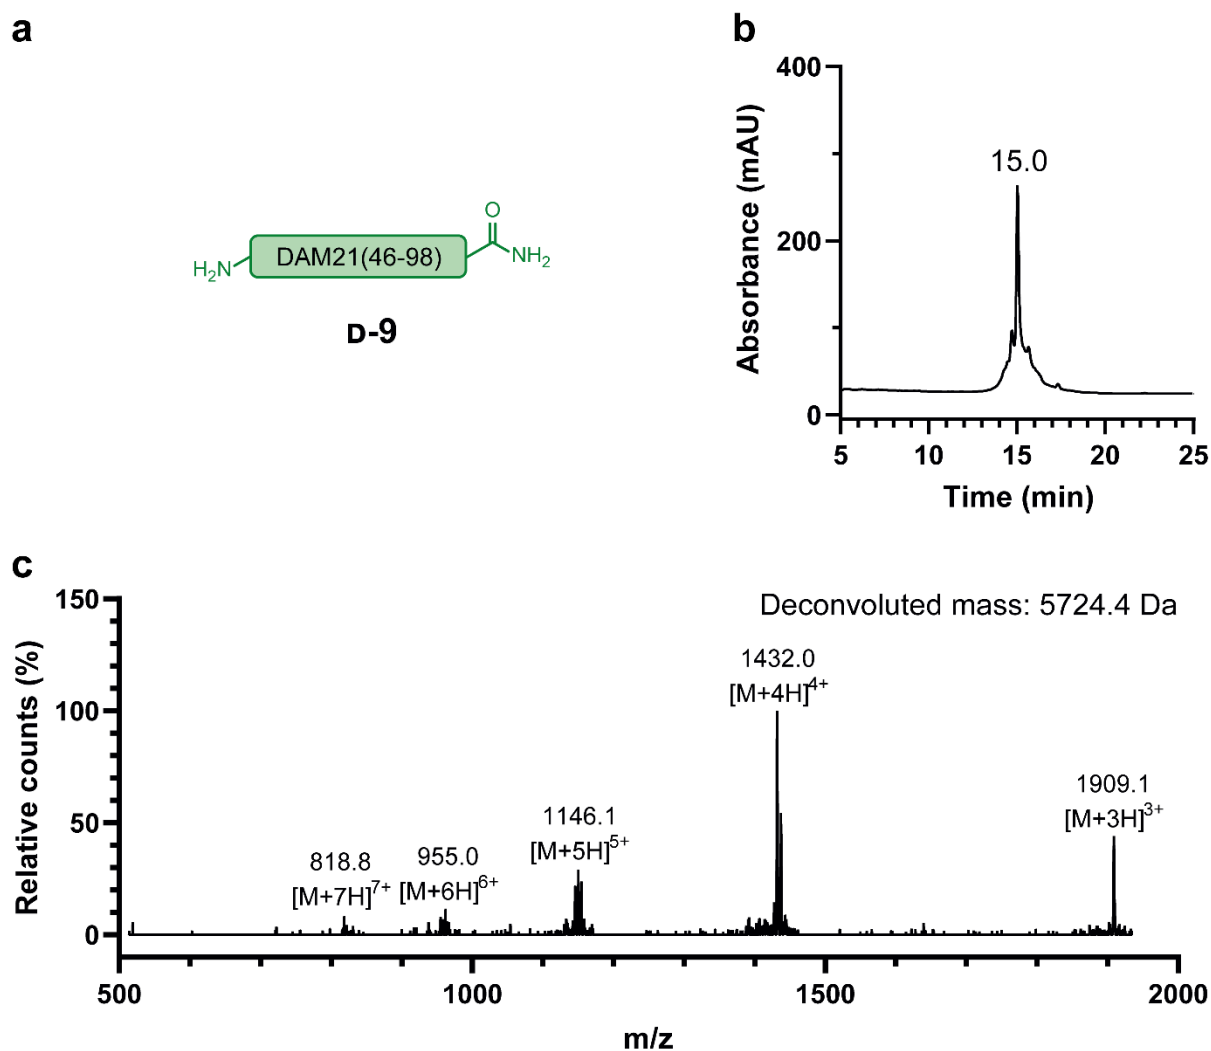 a
b
H₂N
DAM21(46-98)
O
NH₂
D-9
400
200
0
Absorbance (mAU)
15.0
5
10
15
20
25
Time (min)
c
Deconvoluted mass: 5724.4 Da
150
100
50
0
Relative counts (%)
818.8
[M+7H]⁷⁺
955.0
[M+6H]⁶⁺
1146.1
[M+5H]⁵⁺
1432.0
[M+4H]⁴⁺
1909.1
[M+3H]³⁺
500
1000
1500
2000
m/z